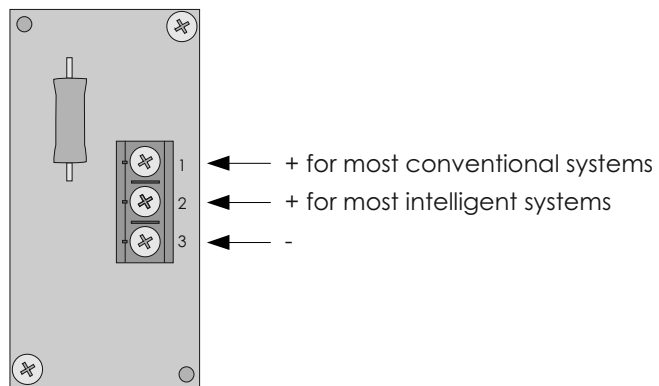 1 + for most conventional systems
2 + for most intelligent systems
3 -